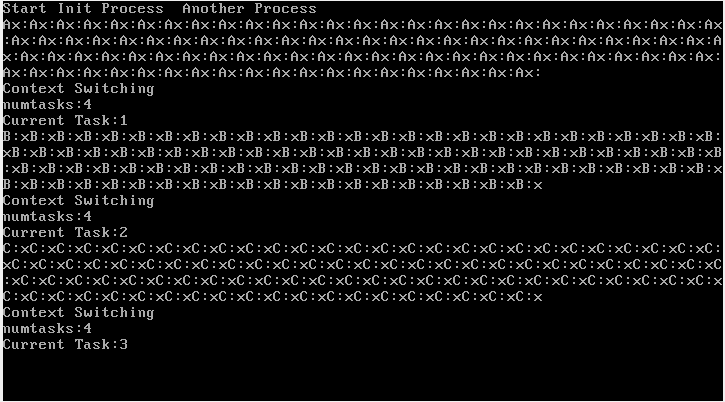 Start Init Process  Another Process
Ax:Ax:Ax:Ax:Ax:Ax:Ax:Ax:Ax:Ax:Ax:Ax:Ax:Ax:Ax:Ax:Ax:Ax:Ax:Ax:Ax:Ax:Ax:Ax:Ax:Ax:Ax
:Ax:Ax:Ax:Ax:Ax:Ax:Ax:Ax:Ax:Ax:Ax:Ax:Ax:Ax:Ax:Ax:Ax:Ax:Ax:Ax:Ax:Ax:Ax:Ax:Ax:Ax:A
x:Ax:Ax:Ax:Ax:Ax:Ax:Ax:Ax:Ax:Ax:Ax:Ax:Ax:Ax:Ax:Ax:Ax:Ax:Ax:Ax:Ax:Ax:Ax:Ax:Ax:Ax:
Ax:Ax:Ax:Ax:Ax:Ax:Ax:Ax:Ax:Ax:Ax:Ax:Ax:Ax:Ax:Ax:Ax:Ax:Ax:Ax:
Context Switching
numtasks:4
Current Task:1
B:xB:xB:xB:xB:xB:xB:xB:xB:xB:xB:xB:xB:xB:xB:xB:xB:xB:xB:xB:xB:xB:xB:xB:xB:xB:xB:
xB:xB:xB:xB:xB:xB:xB:xB:xB:xB:xB:xB:xB:xB:xB:xB:xB:xB:xB:xB:xB:xB:xB:xB:xB:xB:xB
:xB:xB:xB:xB:xB:xB:xB:xB:xB:xB:xB:xB:xB:xB:xB:xB:xB:xB:xB:xB:xB:xB:xB:xB:xB:xB:x
B:xB:xB:xB:xB:xB:xB:xB:xB:xB:xB:xB:xB:xB:xB:xB:xB:xB:xB:xB:x
Context Switching
numtasks:4
Current Task:2
C:xC:xC:xC:xC:xC:xC:xC:xC:xC:xC:xC:xC:xC:xC:xC:xC:xC:xC:xC:xC:xC:xC:xC:xC:xC:xC:
xC:xC:xC:xC:xC:xC:xC:xC:xC:xC:xC:xC:xC:xC:xC:xC:xC:xC:xC:xC:xC:xC:xC:xC:xC:xC:xC
:xC:xC:xC:xC:xC:xC:xC:xC:xC:xC:xC:xC:xC:xC:xC:xC:xC:xC:xC:xC:xC:xC:xC:xC:xC:xC:x
C:xC:xC:xC:xC:xC:xC:xC:xC:xC:xC:xC:xC:xC:xC:xC:xC:xC:xC:xC:x
Context Switching
numtasks:4
Current Task:3